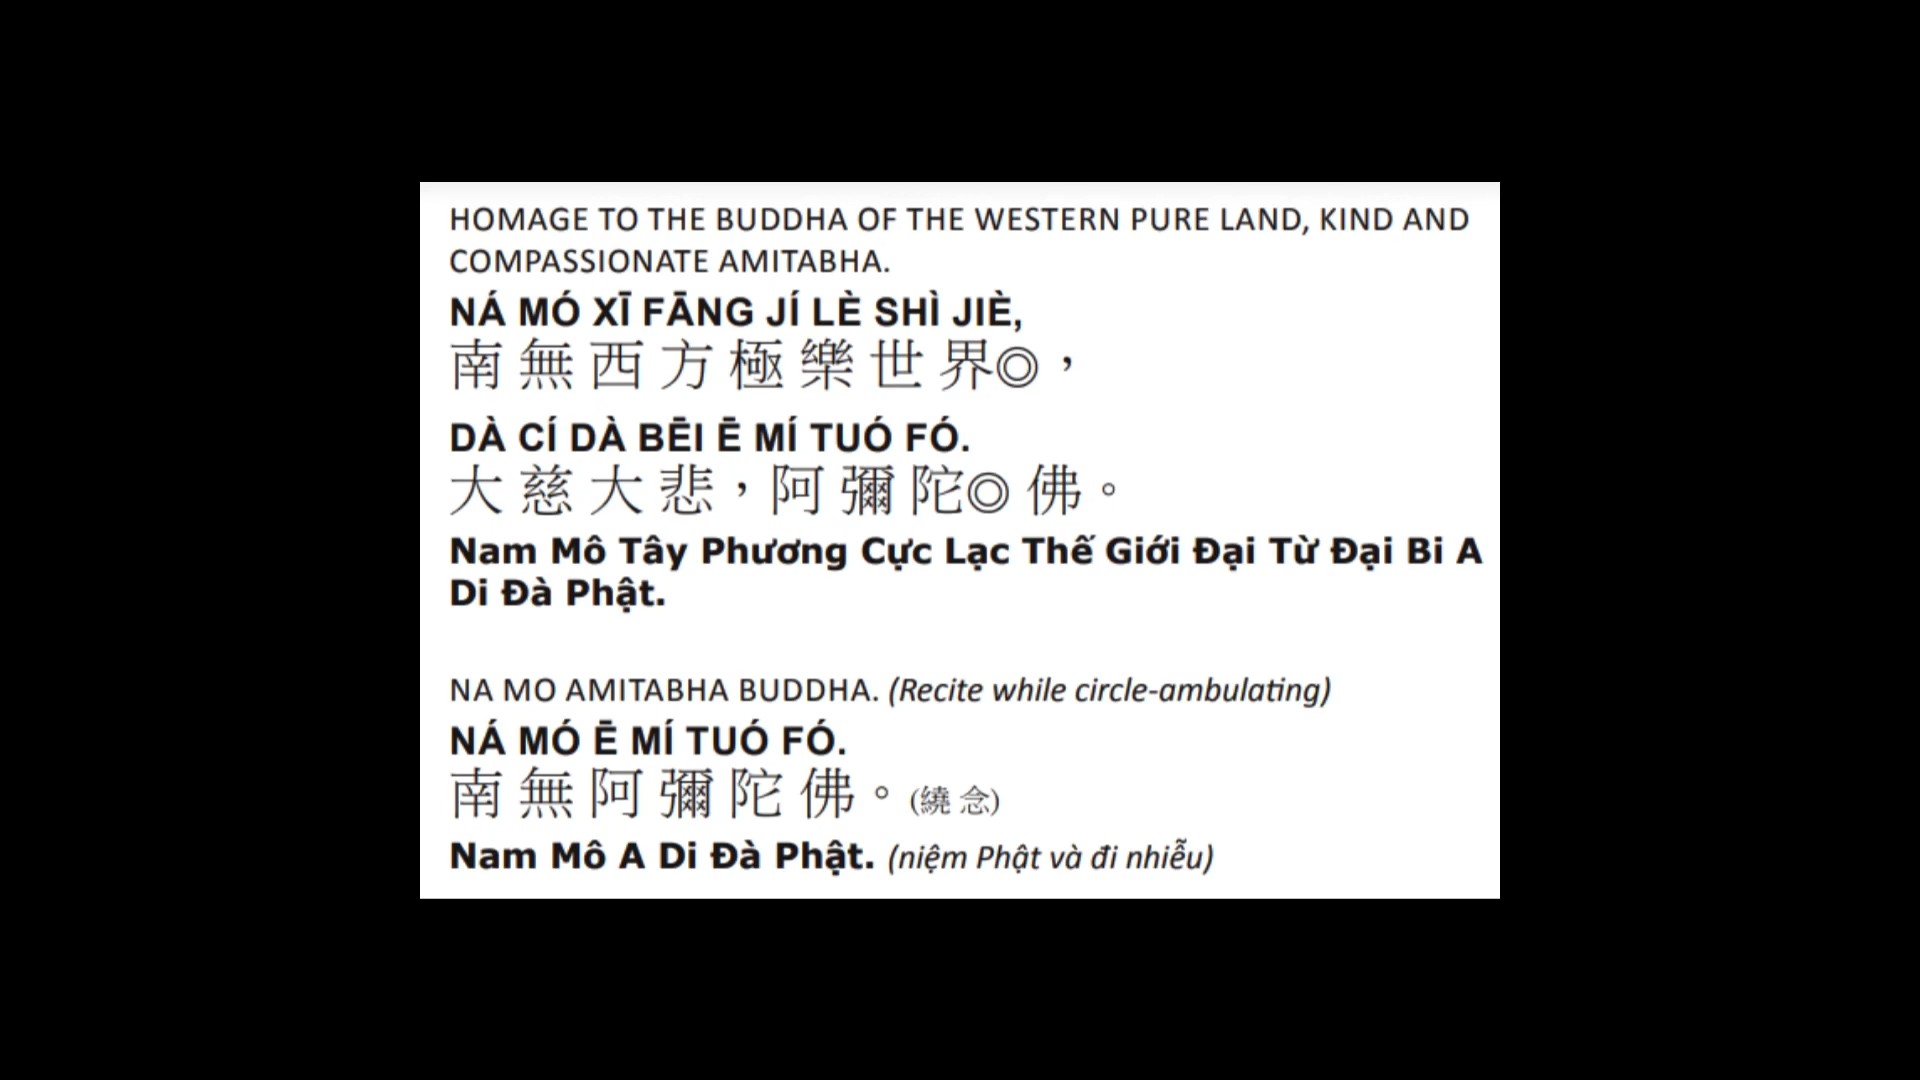 HOMAGE TO THE BUDDHA OF THE WESTERN PURE LAND, KIND AND
COMPASSIONATE AMITABHA.
NÁ MÓ XĪ FĀNG JÍ LÈ SHÌ JIÈ,
南 無 西 方 極 樂 世 界◎，
DÀ CÍ DÀ BĒI Ē MÍ TUÓ FÓ.
大 慈 大 悲，阿 彌 陀◎ 佛。
Nam Mô Tây Phương Cực Lạc Thế Giới Đại Từ Đại Bi A
Di Đà Phật.
NA MO AMITABHA BUDDHA. (Recite while circle-ambulating)
NÁ MÓ Ē MÍ TUÓ FÓ.
南 無 阿 彌 陀 佛。(繞 念)
Nam Mô A Di Đà Phật. (niệm Phật và đi nhiễu)